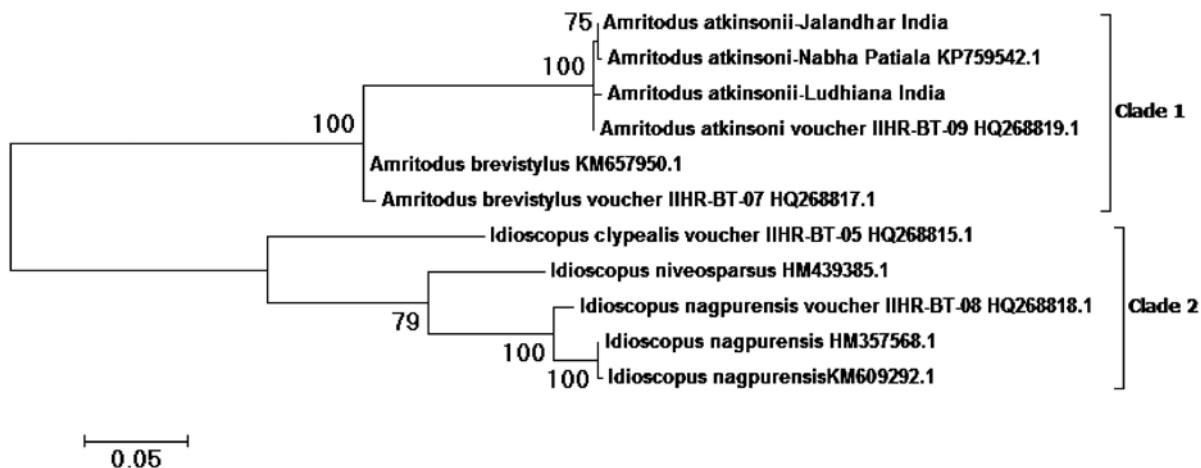 75 Amritodus atkinsonii-Jalandhar India
Amritodus atkinsoni-Nabha Patiala KP759542.1
100
Amritodus atkinsonii-Ludhiana India
Clade 1
100
Amritodus atkinsoni voucher IIHR-BT-09 HQ268819.1
Amritodus brevistylus KM657950.1
Amritodus brevistylus voucher IIHR-BT-07 HQ268817.1
Idioscopus clypealis voucher IIHR-BT-05 HQ268815.1
Idioscopus niveosparsus HM439385.1
Idioscopus nagpurensis voucher IIHR-BT-08 HQ268818.1
Clade 2
79
Idioscopus nagpurensis HM357568.1
100
100 Idioscopus nagpurensisKM609292.1
0.05